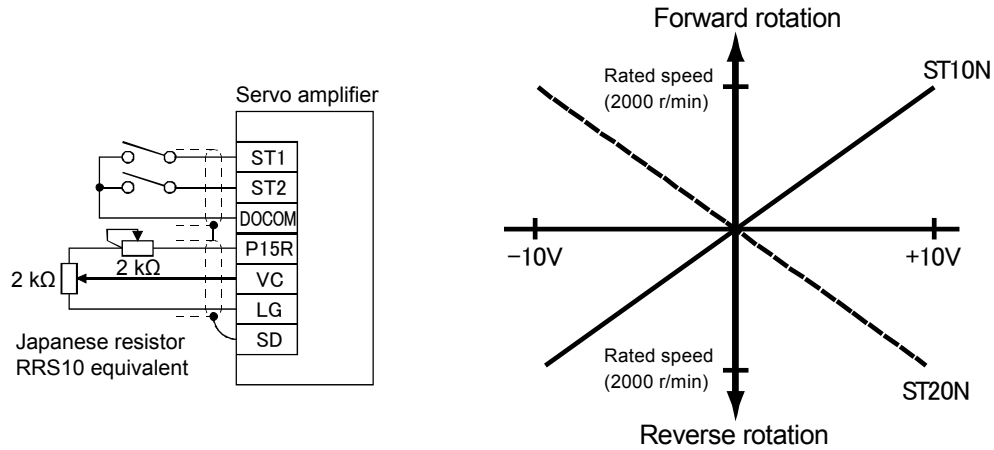 Servo amplifier
ST1
ST2
DOCOM
P15R
2 kΩ
VC
2 kΩ
LG
SD
Japanese resistor
RRS10 equivalent
Forward rotation
Rated speed
(2000 r/min)
ST10N
−10V
+10V
Rated speed
(2000 r/min)
ST20N
Reverse rotation